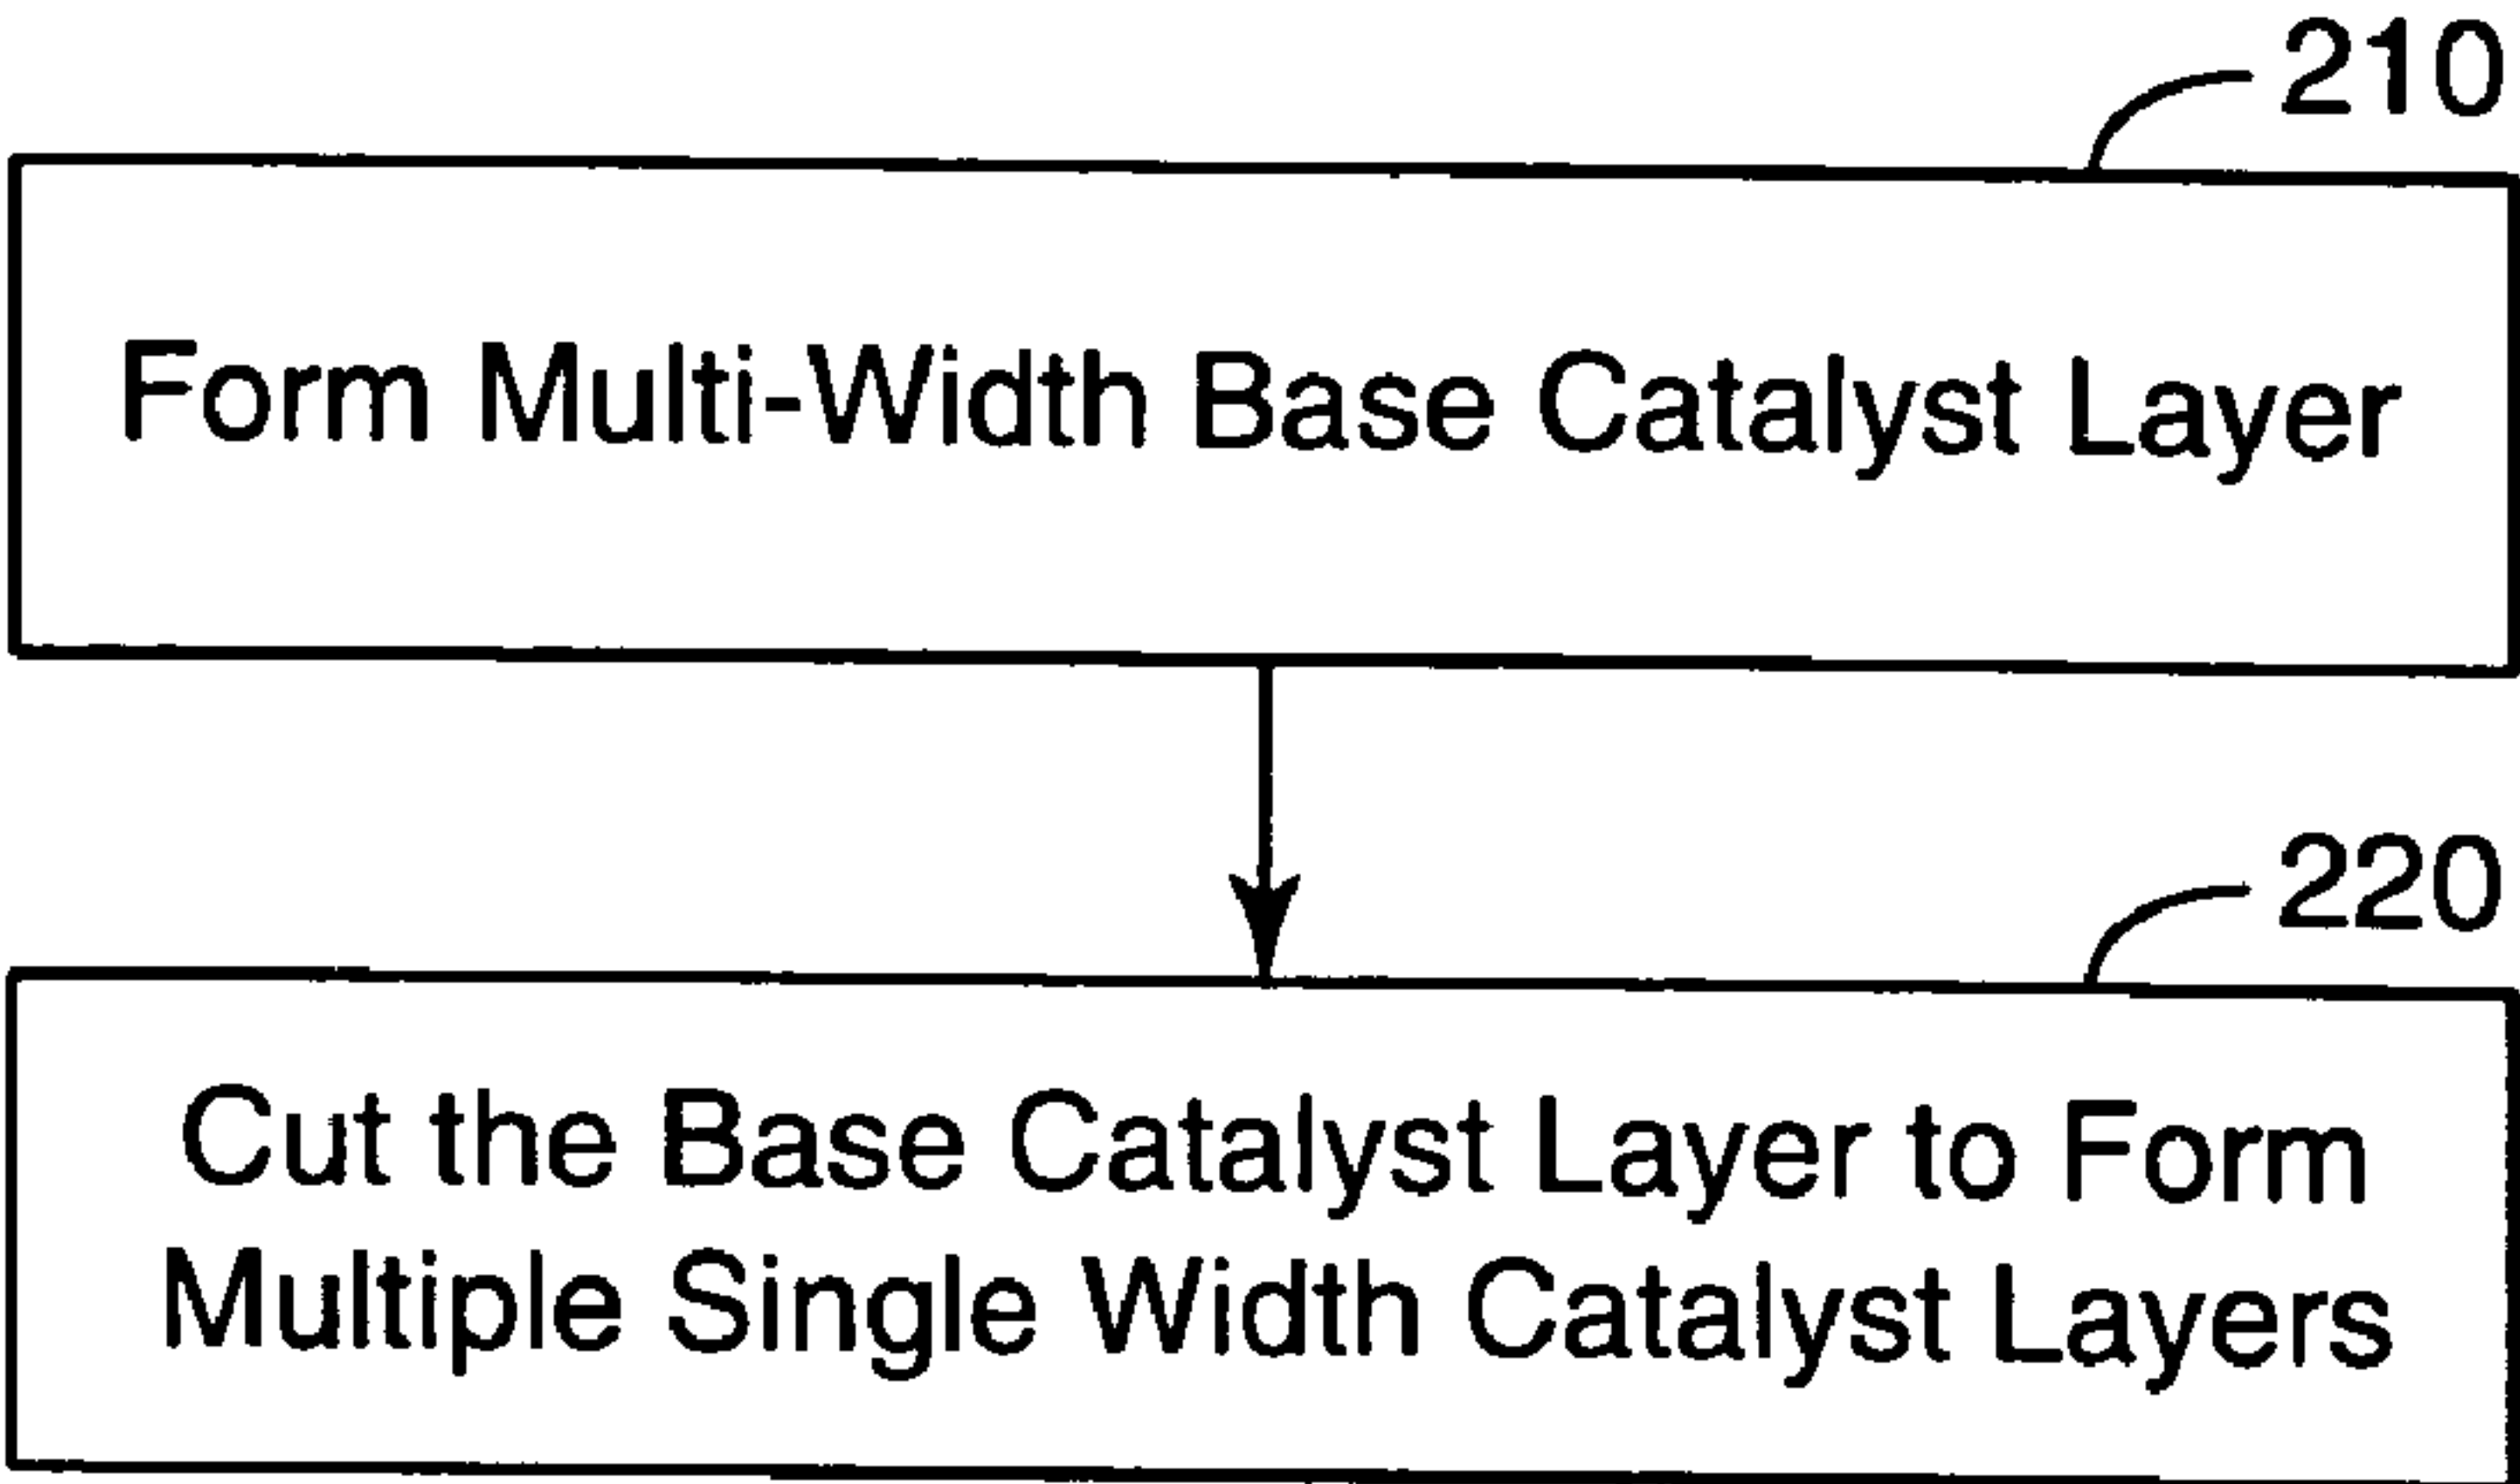 210
Form Multi-Width Base Catalyst Layer
220
Cut the Base Catalyst Layer to Form
Multiple Single Width Catalyst Layers